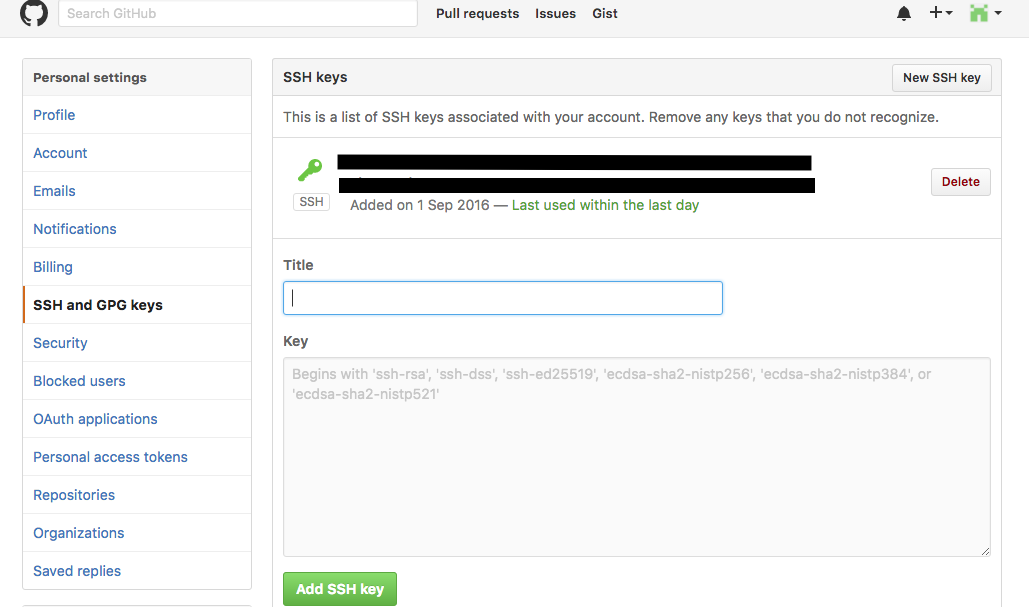 Search GitHub
Pull requests
Issues
Gist
Personal settings
Profile
Account
Emails
Notifications
Billing
SSH and GPG keys
Security
Blocked users
OAuth applications
Personal access tokens
Repositories
Organizations
Saved replies
SSH keys
New SSH key
This is a list of SSH keys associated with your account. Remove any keys that you do not recognize.
SSH
Added on 1 Sep 2016 — Last used within the last day
Delete
Title
Key
Begins with 'ssh-rsa', 'ssh-dss', 'ssh-ed25519', 'ecdsa-sha2-nistp256', 'ecdsa-sha2-nistp384', or
'ecdsa-sha2-nistp521'
Add SSH key